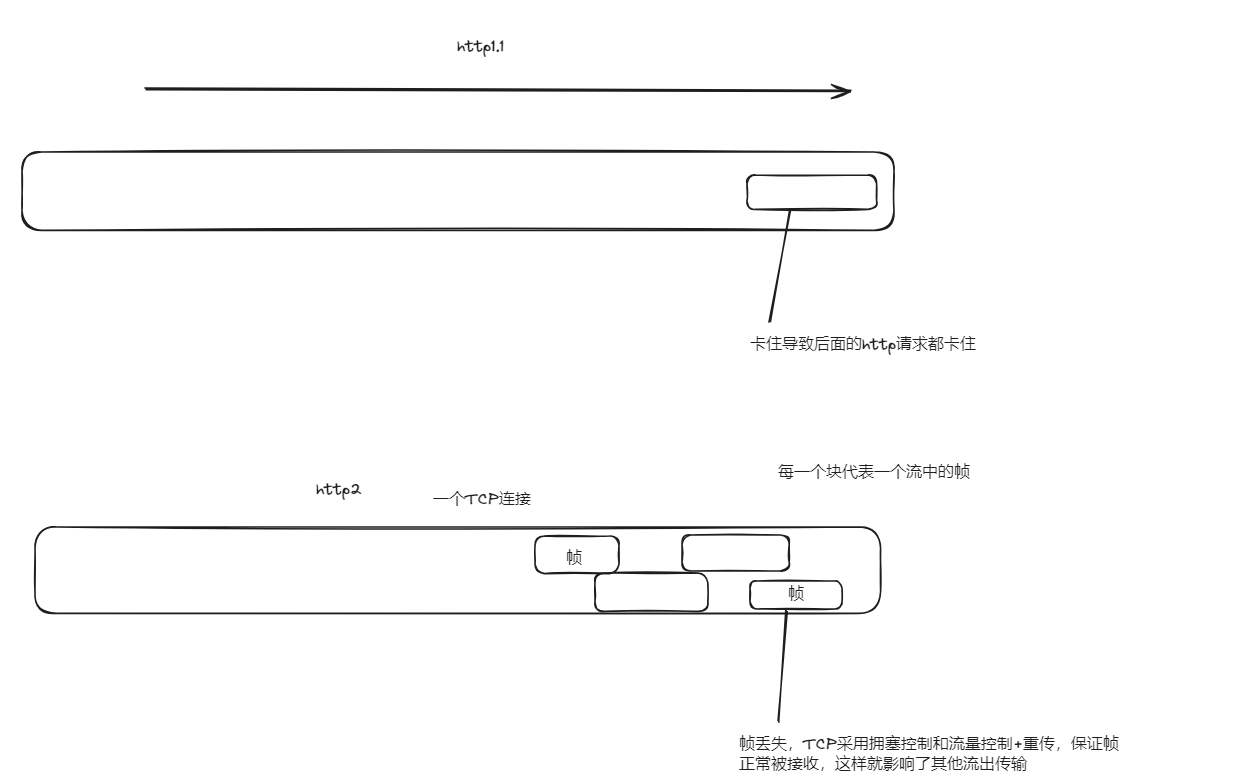 http1.1
卡住导致后面的http请求都卡住
每一个块代表一个流中的帧
http2
一个TCP连接
帧
帧
帧丢失，TCP采用拥塞控制和流量控制+重传，保证帧
正常被接收，这样就影响了其他流出传输